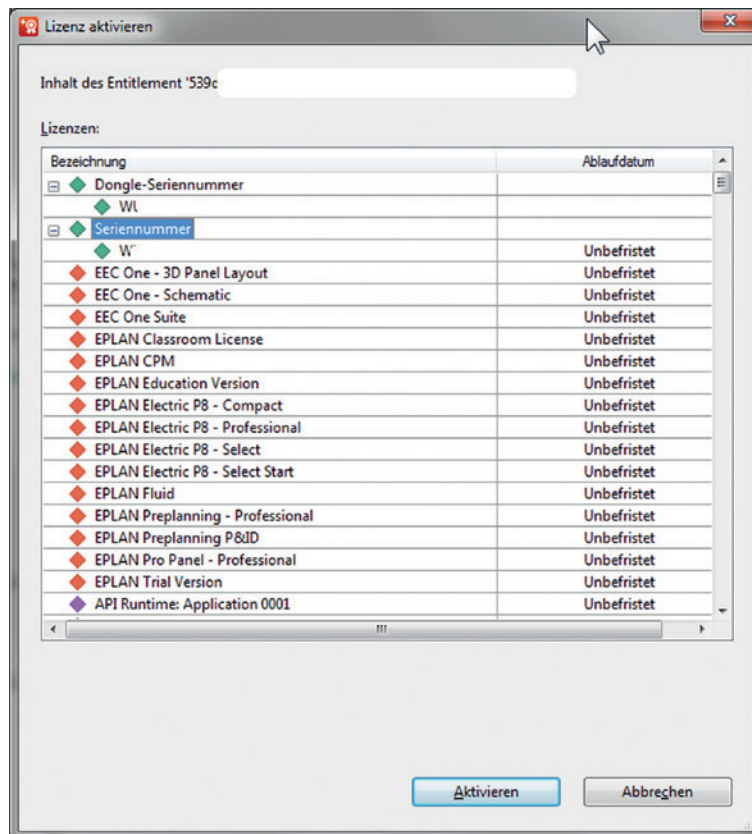 Lizenz aktivieren
Inhalt des Entitlement '539c
Lizenzen:
Bezeichnung Ablaufdatum
Dongle-Seriennummer
WU
Seriennummer
W Unbefristet
EEC One - 3D Panel Layout Unbefristet
EEC One - Schematic Unbefristet
EEC One Suite Unbefristet
EPLAN Classroom License Unbefristet
EPLAN CPM Unbefristet
EPLAN Education Version Unbefristet
EPLAN Electric P8 - Compact Unbefristet
EPLAN Electric P8 - Professional Unbefristet
EPLAN Electric P8 - Select Unbefristet
EPLAN Electric P8 - Select Start Unbefristet
EPLAN Fluid Unbefristet
EPLAN Preplanning - Professional Unbefristet
EPLAN Preplanning P&ID Unbefristet
EPLAN Pro Panel - Professional Unbefristet
EPLAN Trial Version Unbefristet
API Runtime: Application 0001 Unbefristet
Aktivieren Abbrechen